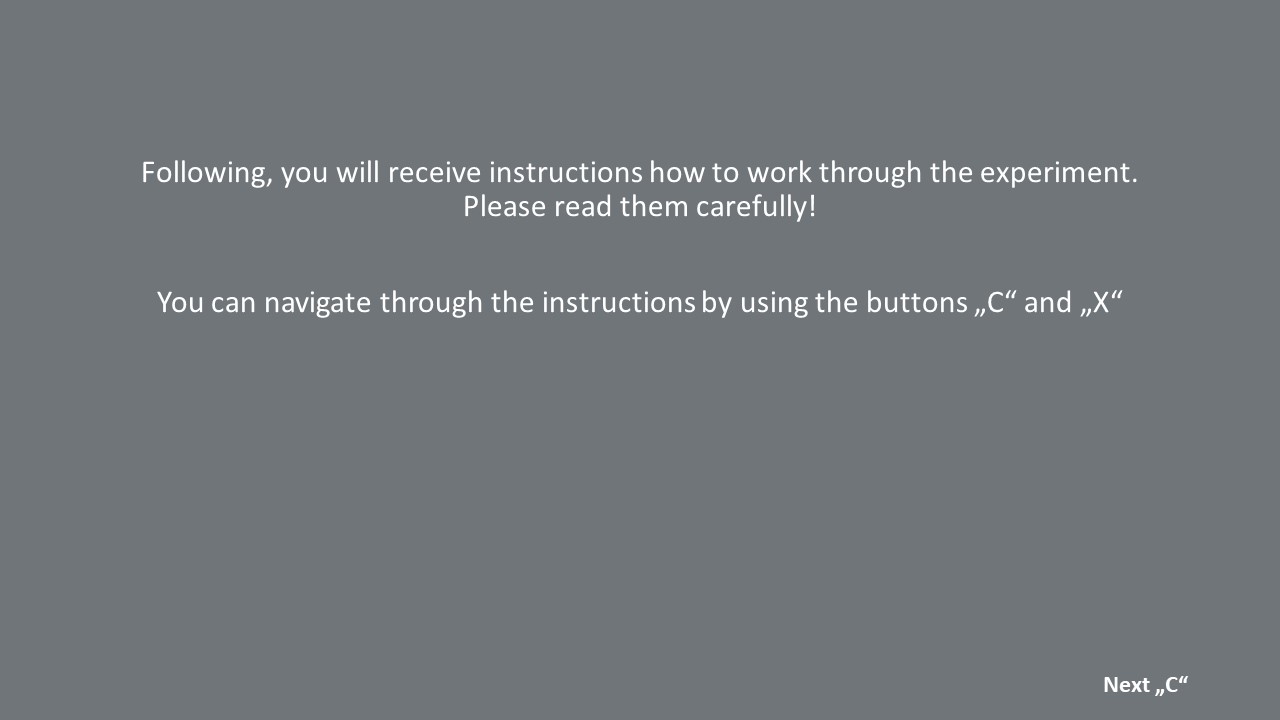 Following, you will receive instructions how to work through the experiment.
Please read them carefully!
You can navigate through the instructions by using the buttons „C“ and „X“
Next „C“